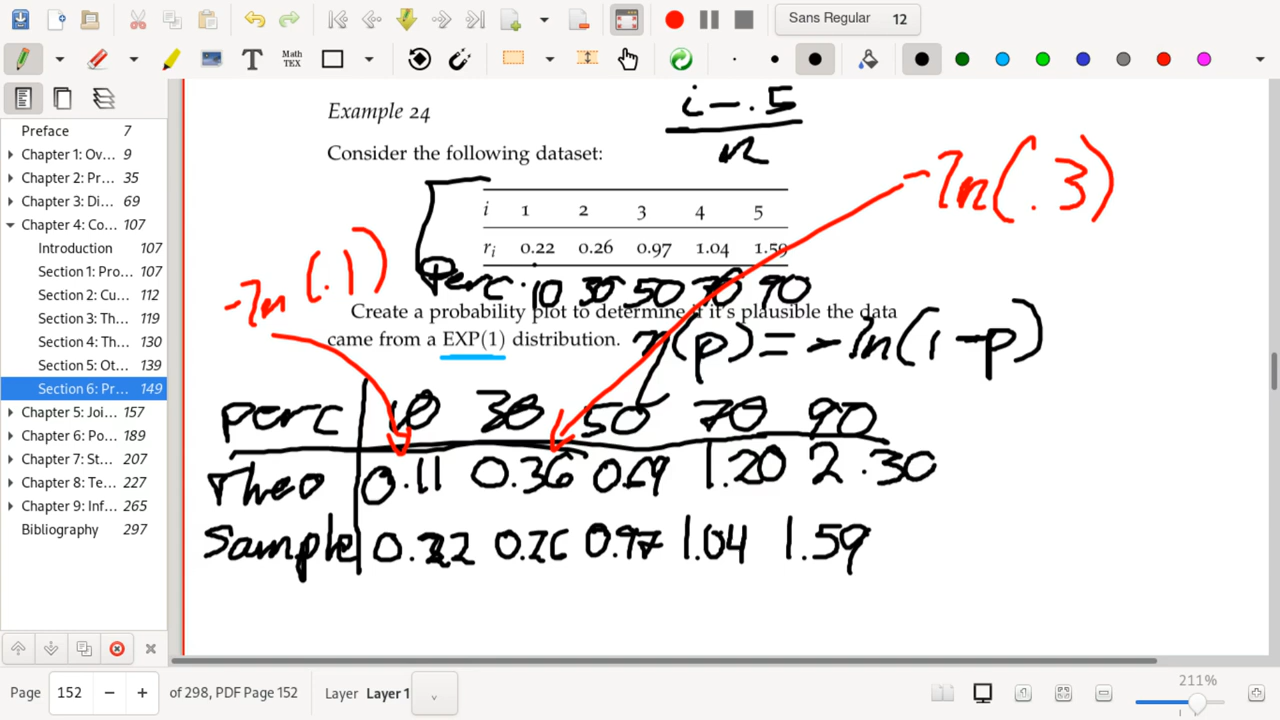 Sans Regular 12
Math
TEX
Preface 7
Chapter 1: Ov... 9
Chapter 2: Pr... 35
Chapter 3: Di... 69
Chapter 4: Co... 107
Introduction 107
Section 1: Pro... 107
Section 2: Cu... 112
Section 3: Th... 119
Section 4: Th... 130
Section 5: Ot... 139
Section 6: Pr... 149
Chapter 5: Joi... 157
Chapter 6: Po... 189
Chapter 7: St... 207
Chapter 8: Te... 227
Chapter 9: Inf... 265
Bibliography 297
Example 24
i - .5
n
Consider the following dataset:
-ln(.3)
i 1 2 3 4 5
ri 0.22 0.26 0.97 1.04 1.59
-ln(.1)
Perc. 10 30 50 70 90
Create a probability plot to determine if it's plausible the data
came from a EXP(1) distribution.
η(p) = -ln(1-p)
Perc 10 30 50 70 90
Theo 0.11 0.36 0.69 1.20 2.30
Sample 0.22 0.26 0.97 1.04 1.59
Page 152 of 298, PDF Page 152
Layer Layer 1
211%